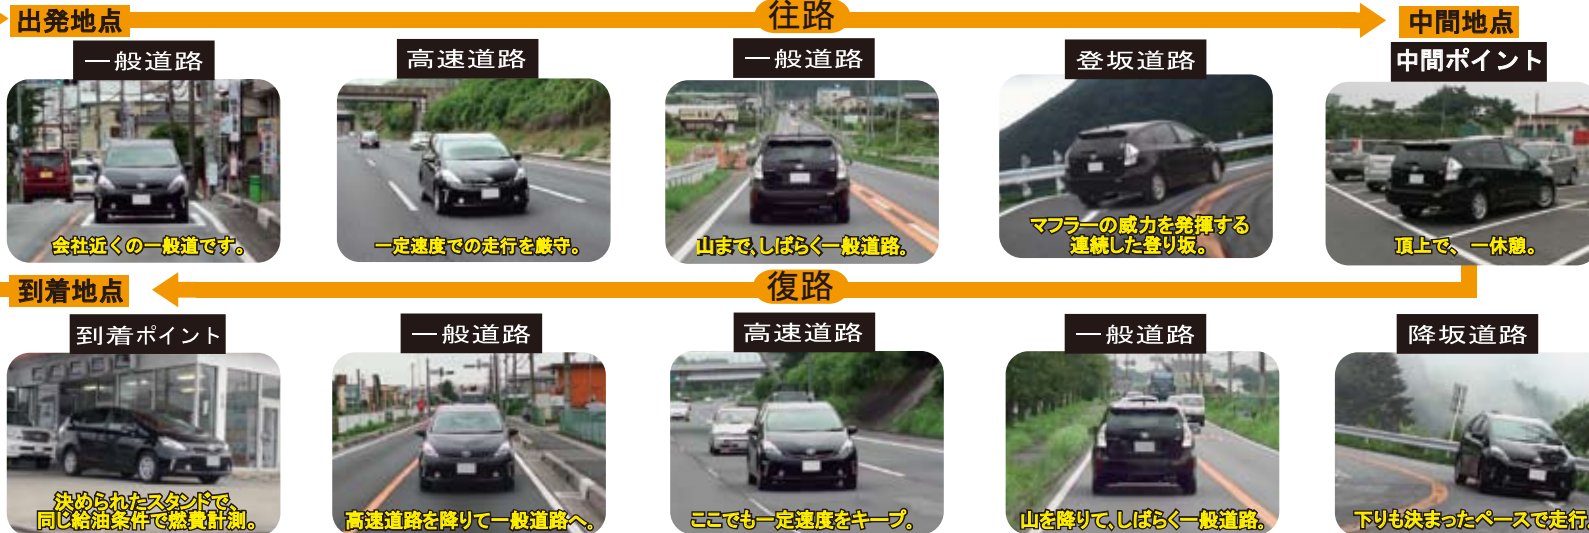 出発地点
往路
中間地点
一般道路
高速道路
一般道路
登坂道路
中間ポイント
会社近くの一般道です。
一定速度での走行を厳守。
山まで、しばらく一般道路。
マフラーの威力を発揮する
連続した登り坂。
頂上で、一休憩。
到着地点
復路
到着ポイント
一般道路
高速道路
一般道路
降坂道路
決められたスタンドで、
同じ給油条件で燃費計測。
高速道路を降りて一般道路へ。
ここでも一定速度をキープ。
山を降りて、しばらく一般道路。
下りも決まったペースで走行。